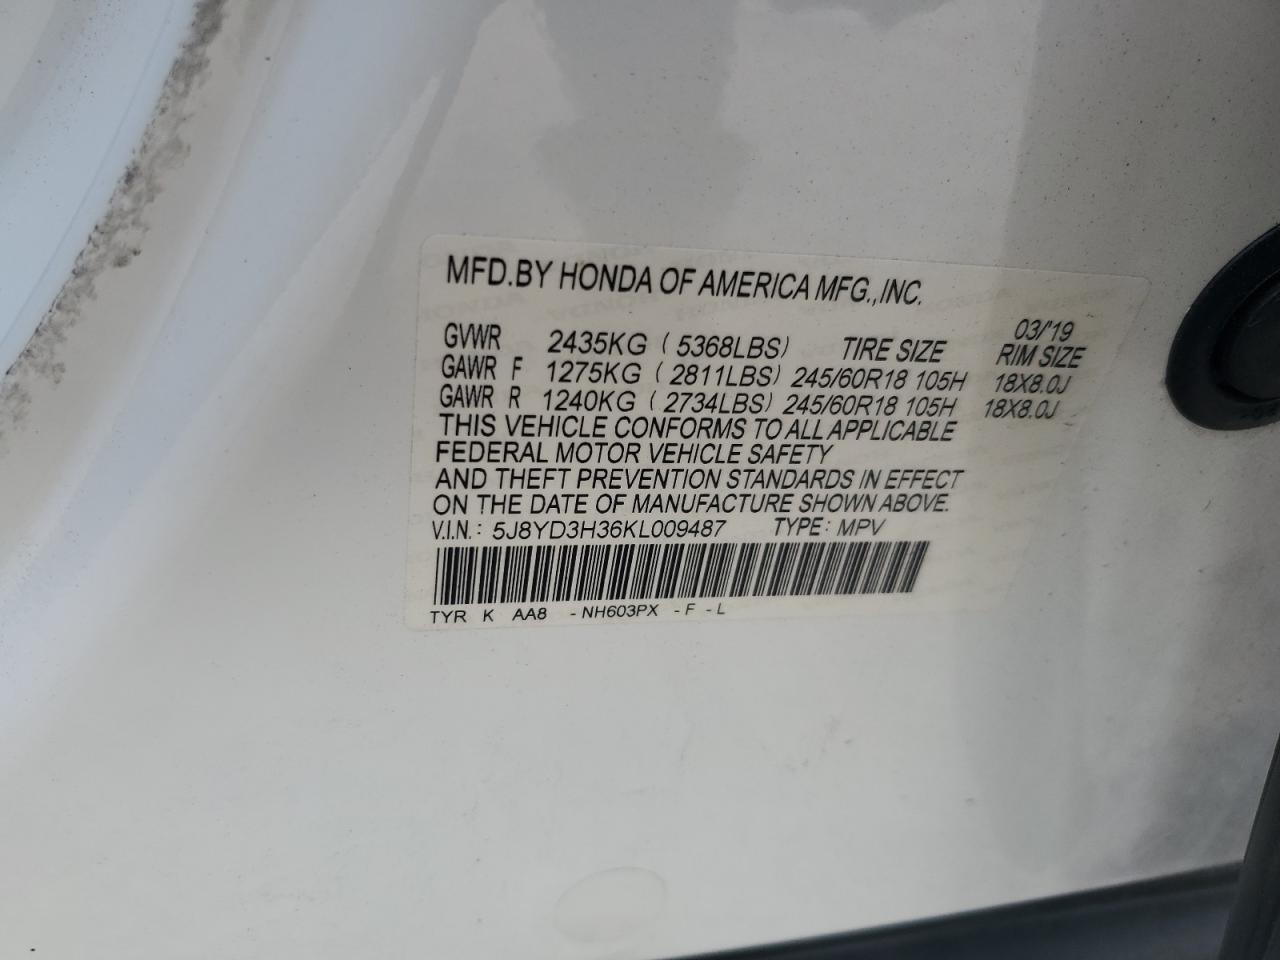 MFD.BY HONDA OF AMERICA MFG.,INC.
03/'19
GVWR 2435KG ( 5368LBS) TIRE SIZE RIM SIZE
GAWR F 1275KG ( 2811LBS) 245/60R18 105H 18X8.0J
GAWR R 1240KG ( 2734LBS) 245/60R18 105H 18X8.0J
THIS VEHICLE CONFORMS TO ALL APPLICABLE
FEDERAL MOTOR VEHICLE SAFETY
AND THEFT PREVENTION STANDARDS IN EFFECT
ON THE DATE OF MANUFACTURE SHOWN ABOVE.
V.I.N.: 5J8YD3H36KL009487 TYPE: MPV
TYR K AA8 -NH603PX -F -L